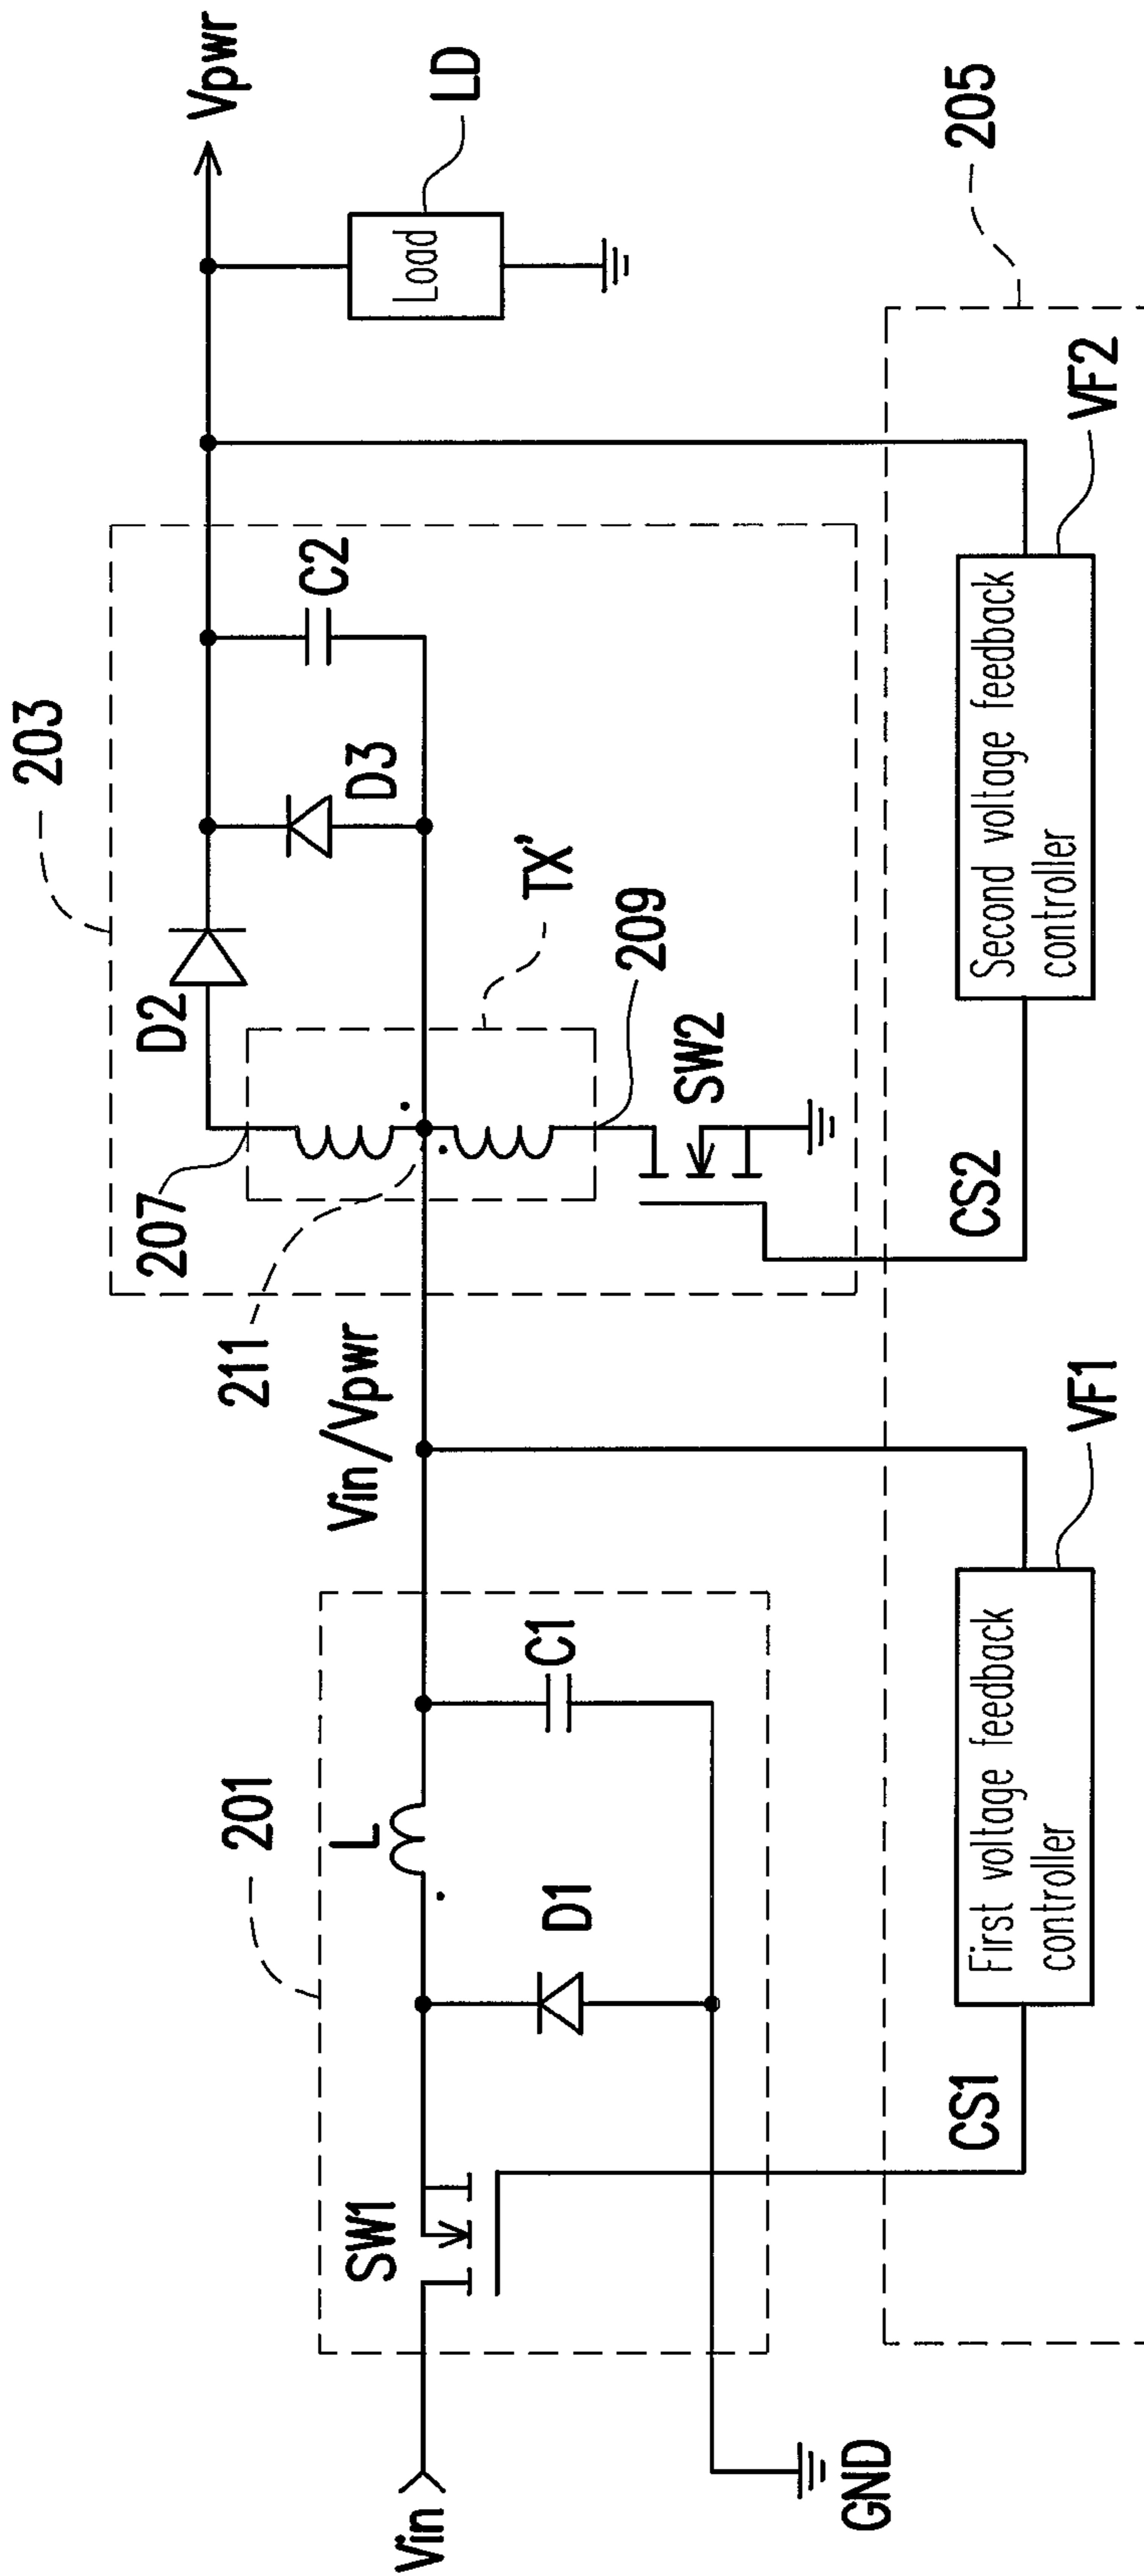 203
Vpwr
D2
C2
207
D3
LD
Load
211
TX'
Vin/Vpwr
209
201
L
SW2
C1
205
SW1
D1
Vin
CS2
Second voltage feedback
controller
VF2
GND
CS1
First voltage feedback
controller
VF1